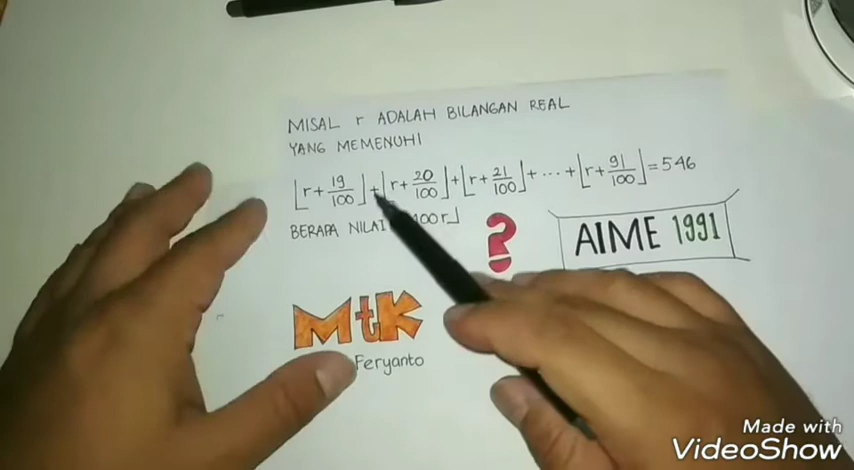 MISAL r ADALAH BILANGAN REAL
YANG MEMENUHI
⌊r + 19/100⌋ + ⌊r + 20/100⌋ + ⌊r + 21/100⌋ + ... + ⌊r + 91/100⌋ = 546
BERAPA NILAI 100r⌋
?
AIME 1991
MtK
Feryanto
Made with
VideoShow